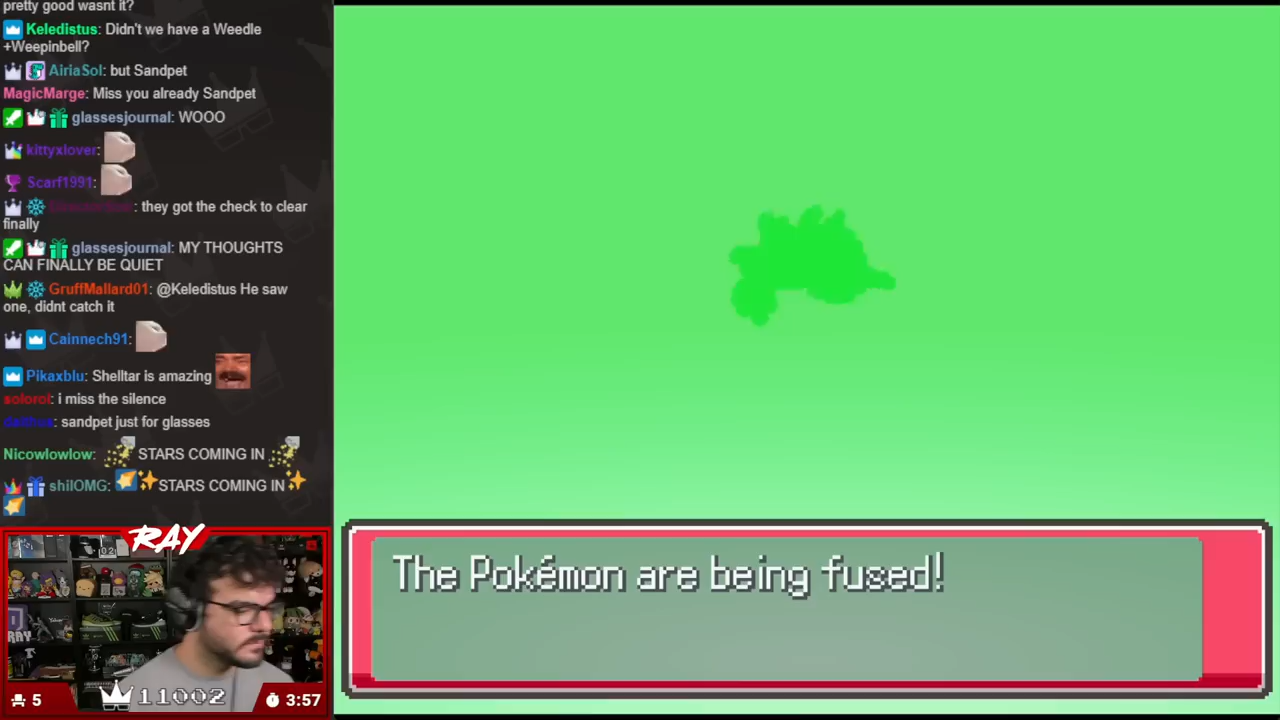 pretty good wasnt it?
Keledistus: Didn't we have a Weedle
+Weepinbell?
AiriaSol: but Sandpet
MagicMarge: Miss you already Sandpet
glassesjournal: WOOO
kittyxlover:
Scarf1991:
: they got the check to clear
finally
glassesjournal: MY THOUGHTS
CAN FINALLY BE QUIET
GruffMallard01: @Keledistus He saw
one, didnt catch it
Cainnech91:
Pikaxblu: Shelltar is amazing
: i miss the silence
: sandpet just for glasses
Nicowlowlow: STARS COMING IN
shilOMG: STARS COMING IN
RAY
5
11002
3:57
The Pokémon are being fused!